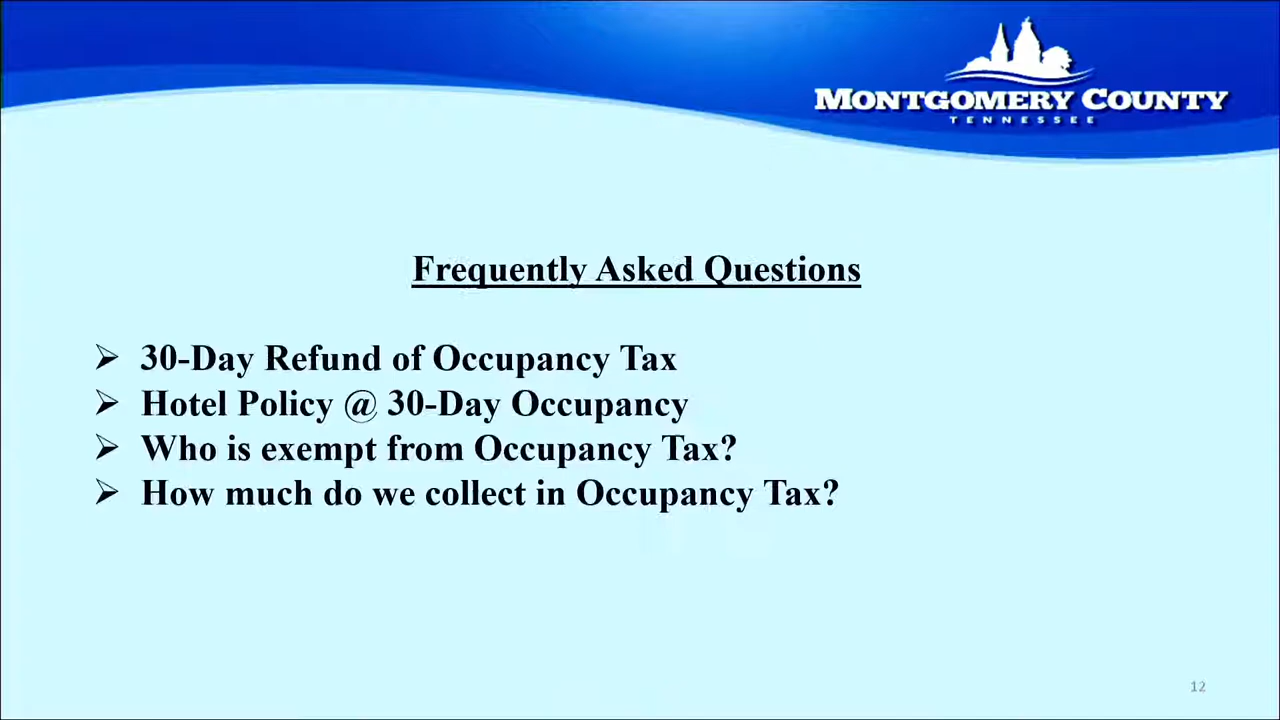 MONTGOMERY COUNTY
TENNESSEE
Frequently Asked Questions
➢ 30-Day Refund of Occupancy Tax
➢ Hotel Policy @ 30-Day Occupancy
➢ Who is exempt from Occupancy Tax?
➢ How much do we collect in Occupancy Tax?
12